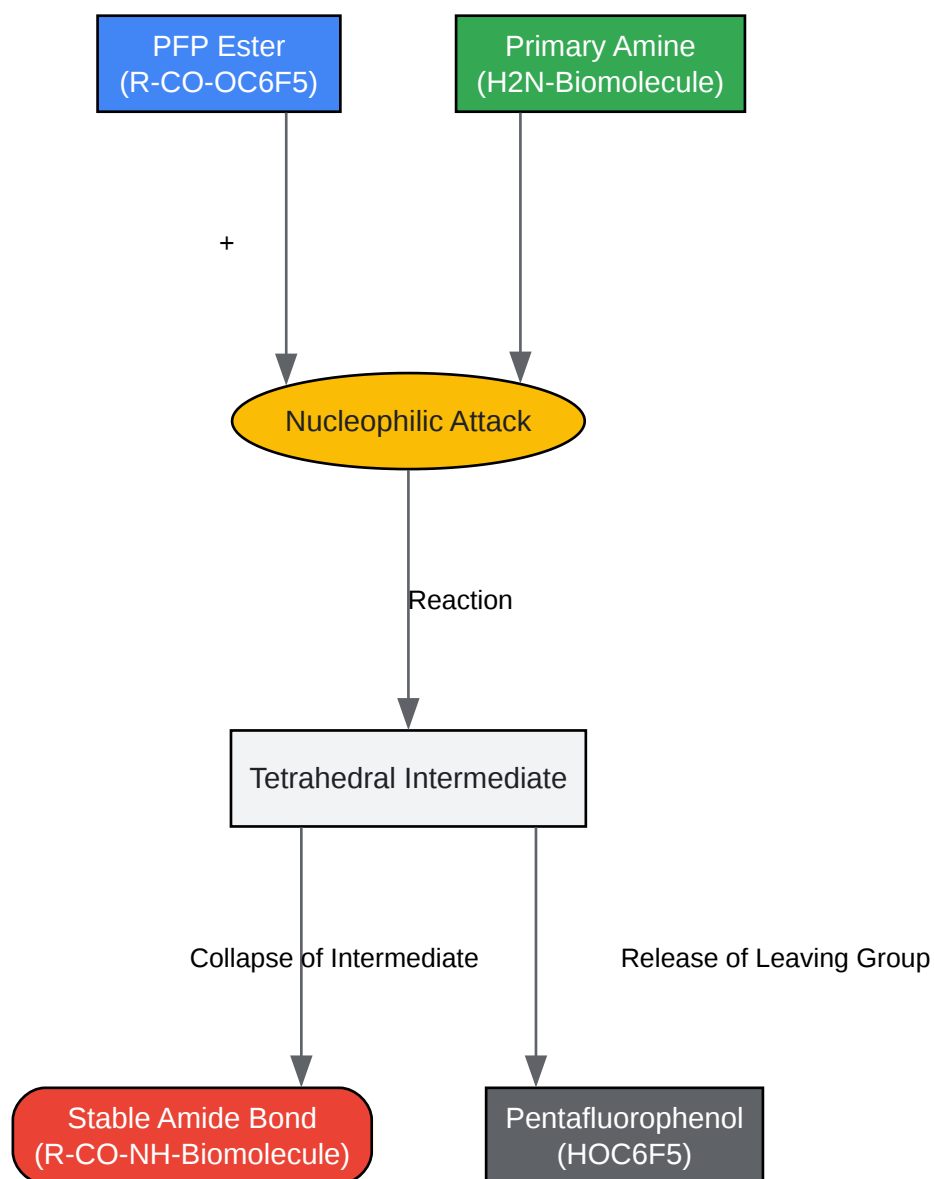 PFP Ester
(R-CO-OC6F5)
Primary Amine
(H2N-Biomolecule)
+
Nucleophilic Attack
Reaction
Tetrahedral Intermediate
Collapse of Intermediate
Release of Leaving Group
Stable Amide Bond
(R-CO-NH-Biomolecule)
Pentafluorophenol
(HOC6F5)